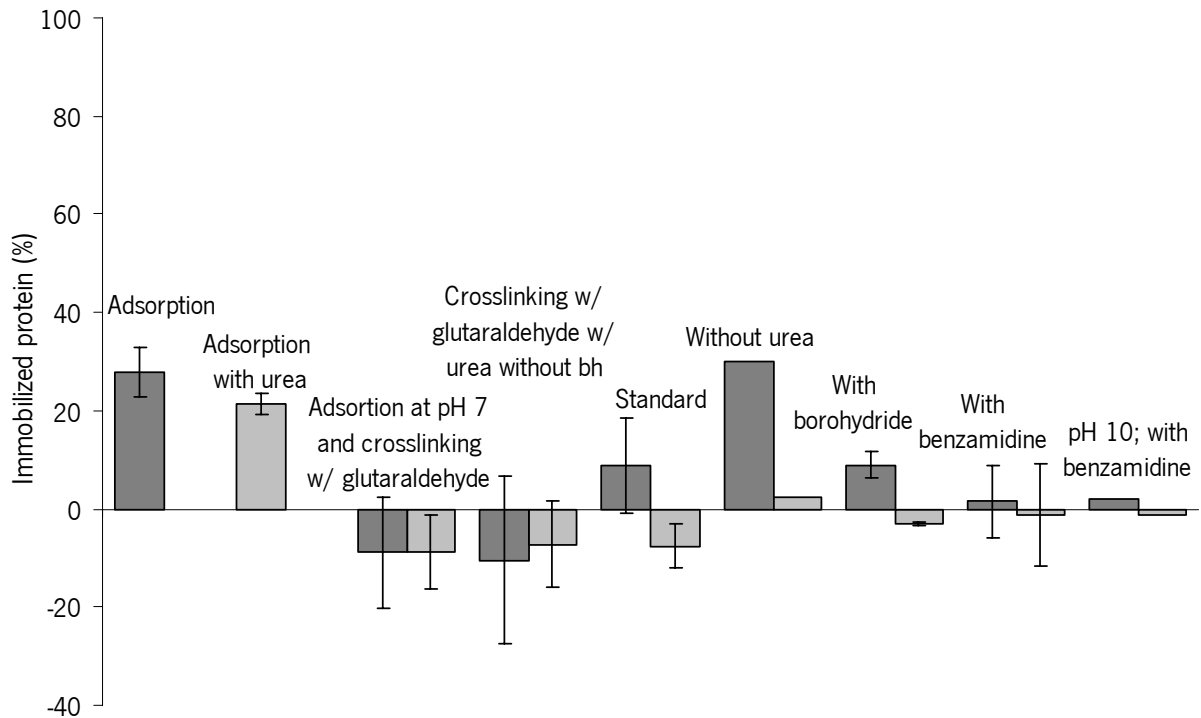 100
80
60
40
20
0
-20
-40
Immobilized protein (%)
Adsorption
Adsorption
with urea
Adsortion at pH 7
and crosslinking
w/ glutaraldehyde
Crosslinking w/
glutaraldehyde w/
urea without bh
Standard
Without urea
With
borohydride
With
benzamidine
pH 10; with
benzamidine